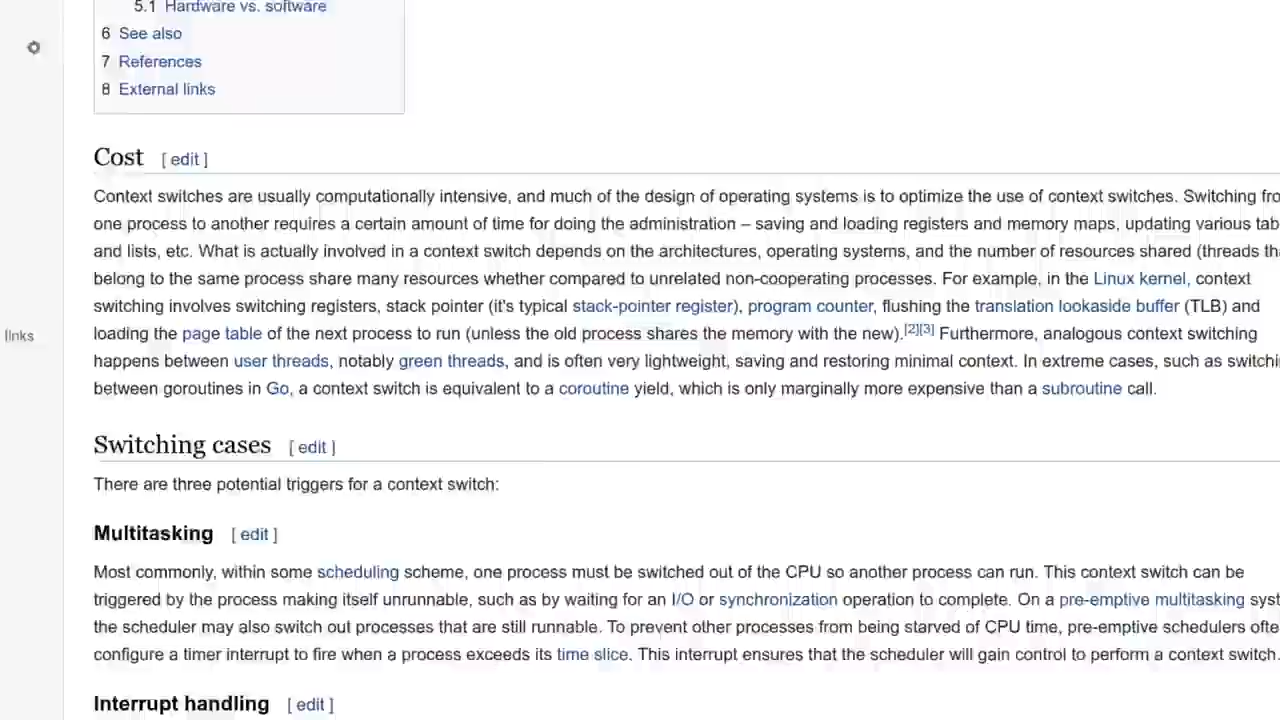 5.1 Hardware vs. software
6 See also
7 References
8 External links
Cost [ edit ]
Context switches are usually computationally intensive, and much of the design of operating systems is to optimize the use of context switches. Switching fro
one process to another requires a certain amount of time for doing the administration – saving and loading registers and memory maps, updating various tab
and lists, etc. What is actually involved in a context switch depends on the architectures, operating systems, and the number of resources shared (threads th
belong to the same process share many resources whether compared to unrelated non-cooperating processes. For example, in the Linux kernel, context
switching involves switching registers, stack pointer (it's typical stack-pointer register), program counter, flushing the translation lookaside buffer (TLB) and
links
loading the page table of the next process to run (unless the old process shares the memory with the new).[2][3] Furthermore, analogous context switching
happens between user threads, notably green threads, and is often very lightweight, saving and restoring minimal context. In extreme cases, such as switchi
between goroutines in Go, a context switch is equivalent to a coroutine yield, which is only marginally more expensive than a subroutine call.
Switching cases [ edit ]
There are three potential triggers for a context switch:
Multitasking [ edit ]
Most commonly, within some scheduling scheme, one process must be switched out of the CPU so another process can run. This context switch can be
triggered by the process making itself unrunnable, such as by waiting for an I/O or synchronization operation to complete. On a pre-emptive multitasking syst
the scheduler may also switch out processes that are still runnable. To prevent other processes from being starved of CPU time, pre-emptive schedulers ofte
configure a timer interrupt to fire when a process exceeds its time slice. This interrupt ensures that the scheduler will gain control to perform a context switch.
Interrupt handling [ edit ]